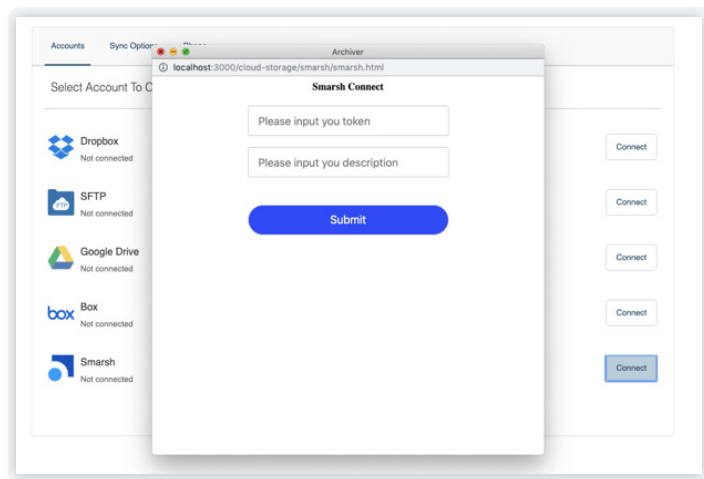 Accounts
Sync Options
Archiver
localhost:3000/cloud-storage/smarsh/smarsh.html
Select Account To C
Smarsh Connect
Please input you token
Please input you description
Submit
Dropbox
Not connected
Connect
SFTP
FTP
Not connected
Connect
Google Drive
Not connected
Connect
box
Box
Not connected
Connect
Smarsh
Not connected
Connect